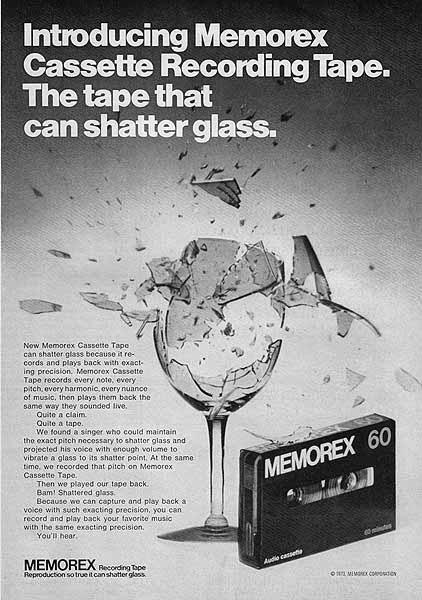 Introducing Memorex
Cassette Recording Tape.
The tape that
can shatter glass.
New Memorex Cassette Tape
can shatter glass because it re-
cords and plays back with exact-
ing precision. Memorex Cassette
Tape records every note, every
pitch, every harmonic, every nuance
of music, then plays them back the
same way they sounded live.
Quite a claim.
Quite a tape.
We found a singer who could maintain
the exact pitch necessary to shatter glass and
projected his voice with enough volume to
vibrate a glass to its shatter point. At the same
time, we recorded that pitch on Memorex
Cassette Tape.
Then we played our tape back.
Bam! Shattered glass.
Because we can capture and play back a
voice with such exacting precision, you can
record and play back your favorite music
with the same exacting precision.
You'll hear.
MEMOREX 60
60 minutes
Audio cassette
MEMOREX Recording Tape
Reproduction so true it can shatter glass.
© 1973, MEMOREX CORPORATION